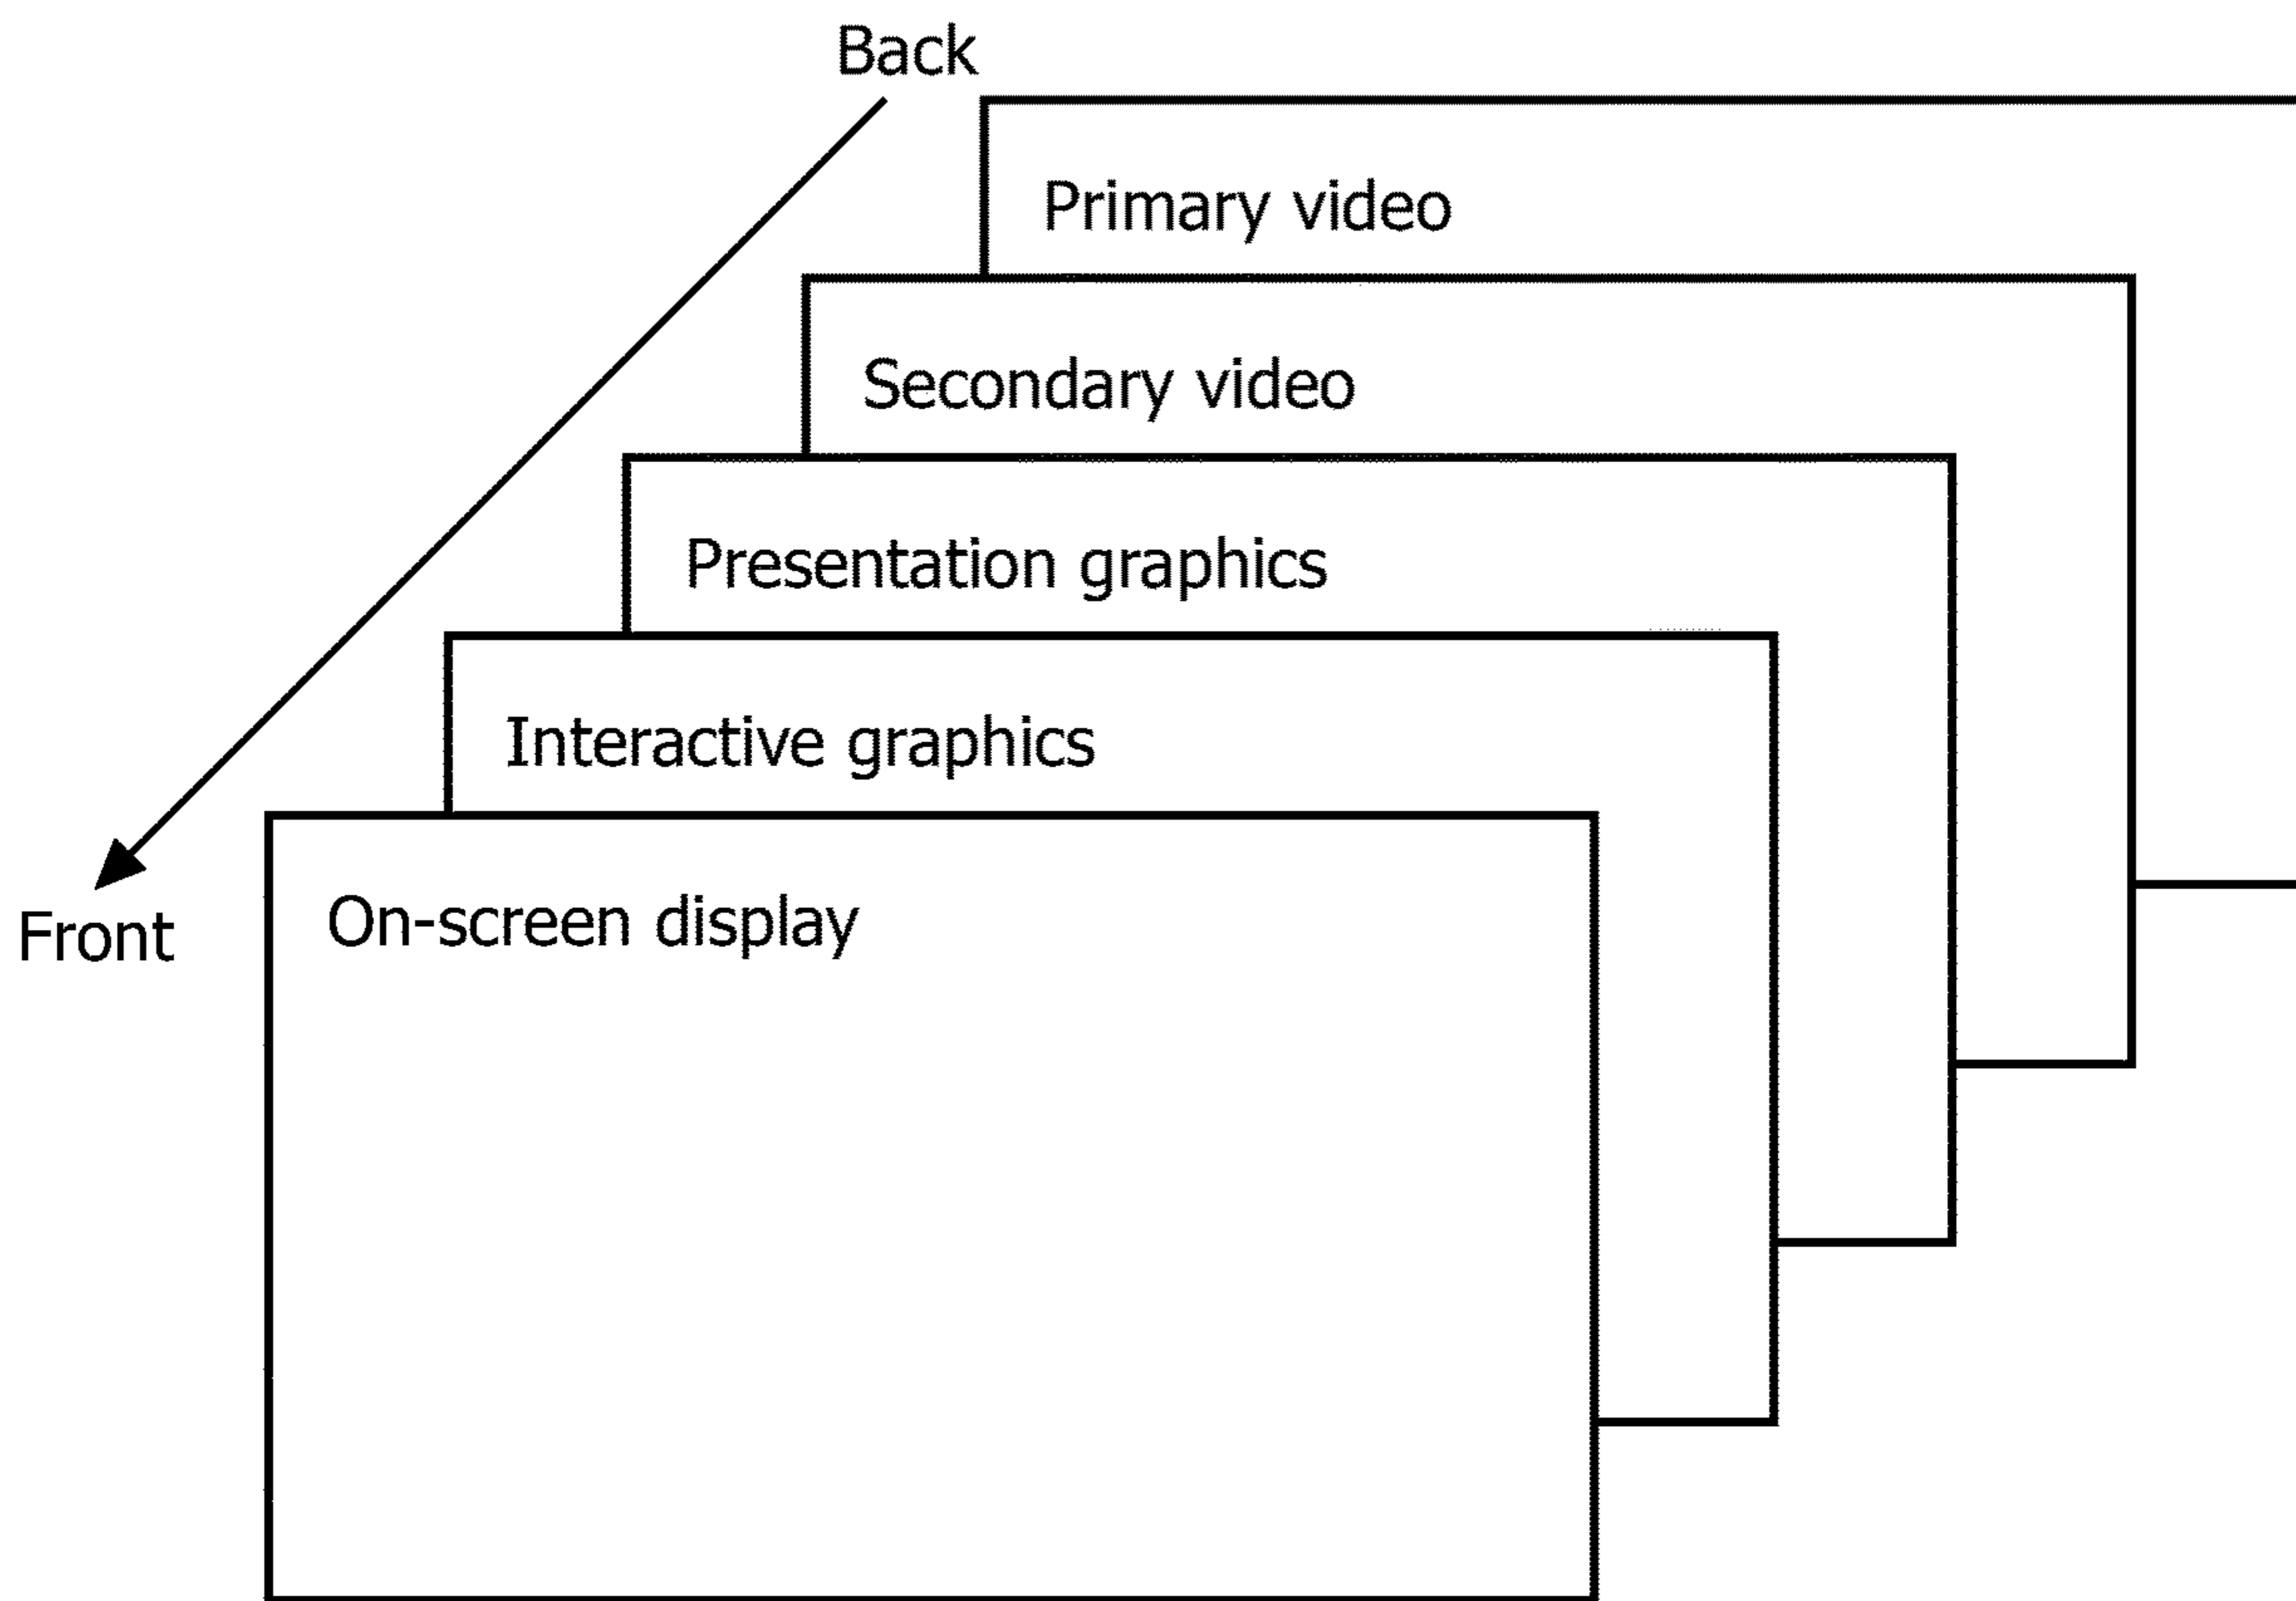 Back
Primary video
Secondary video
Presentation graphics
Interactive graphics
On-screen display
Front